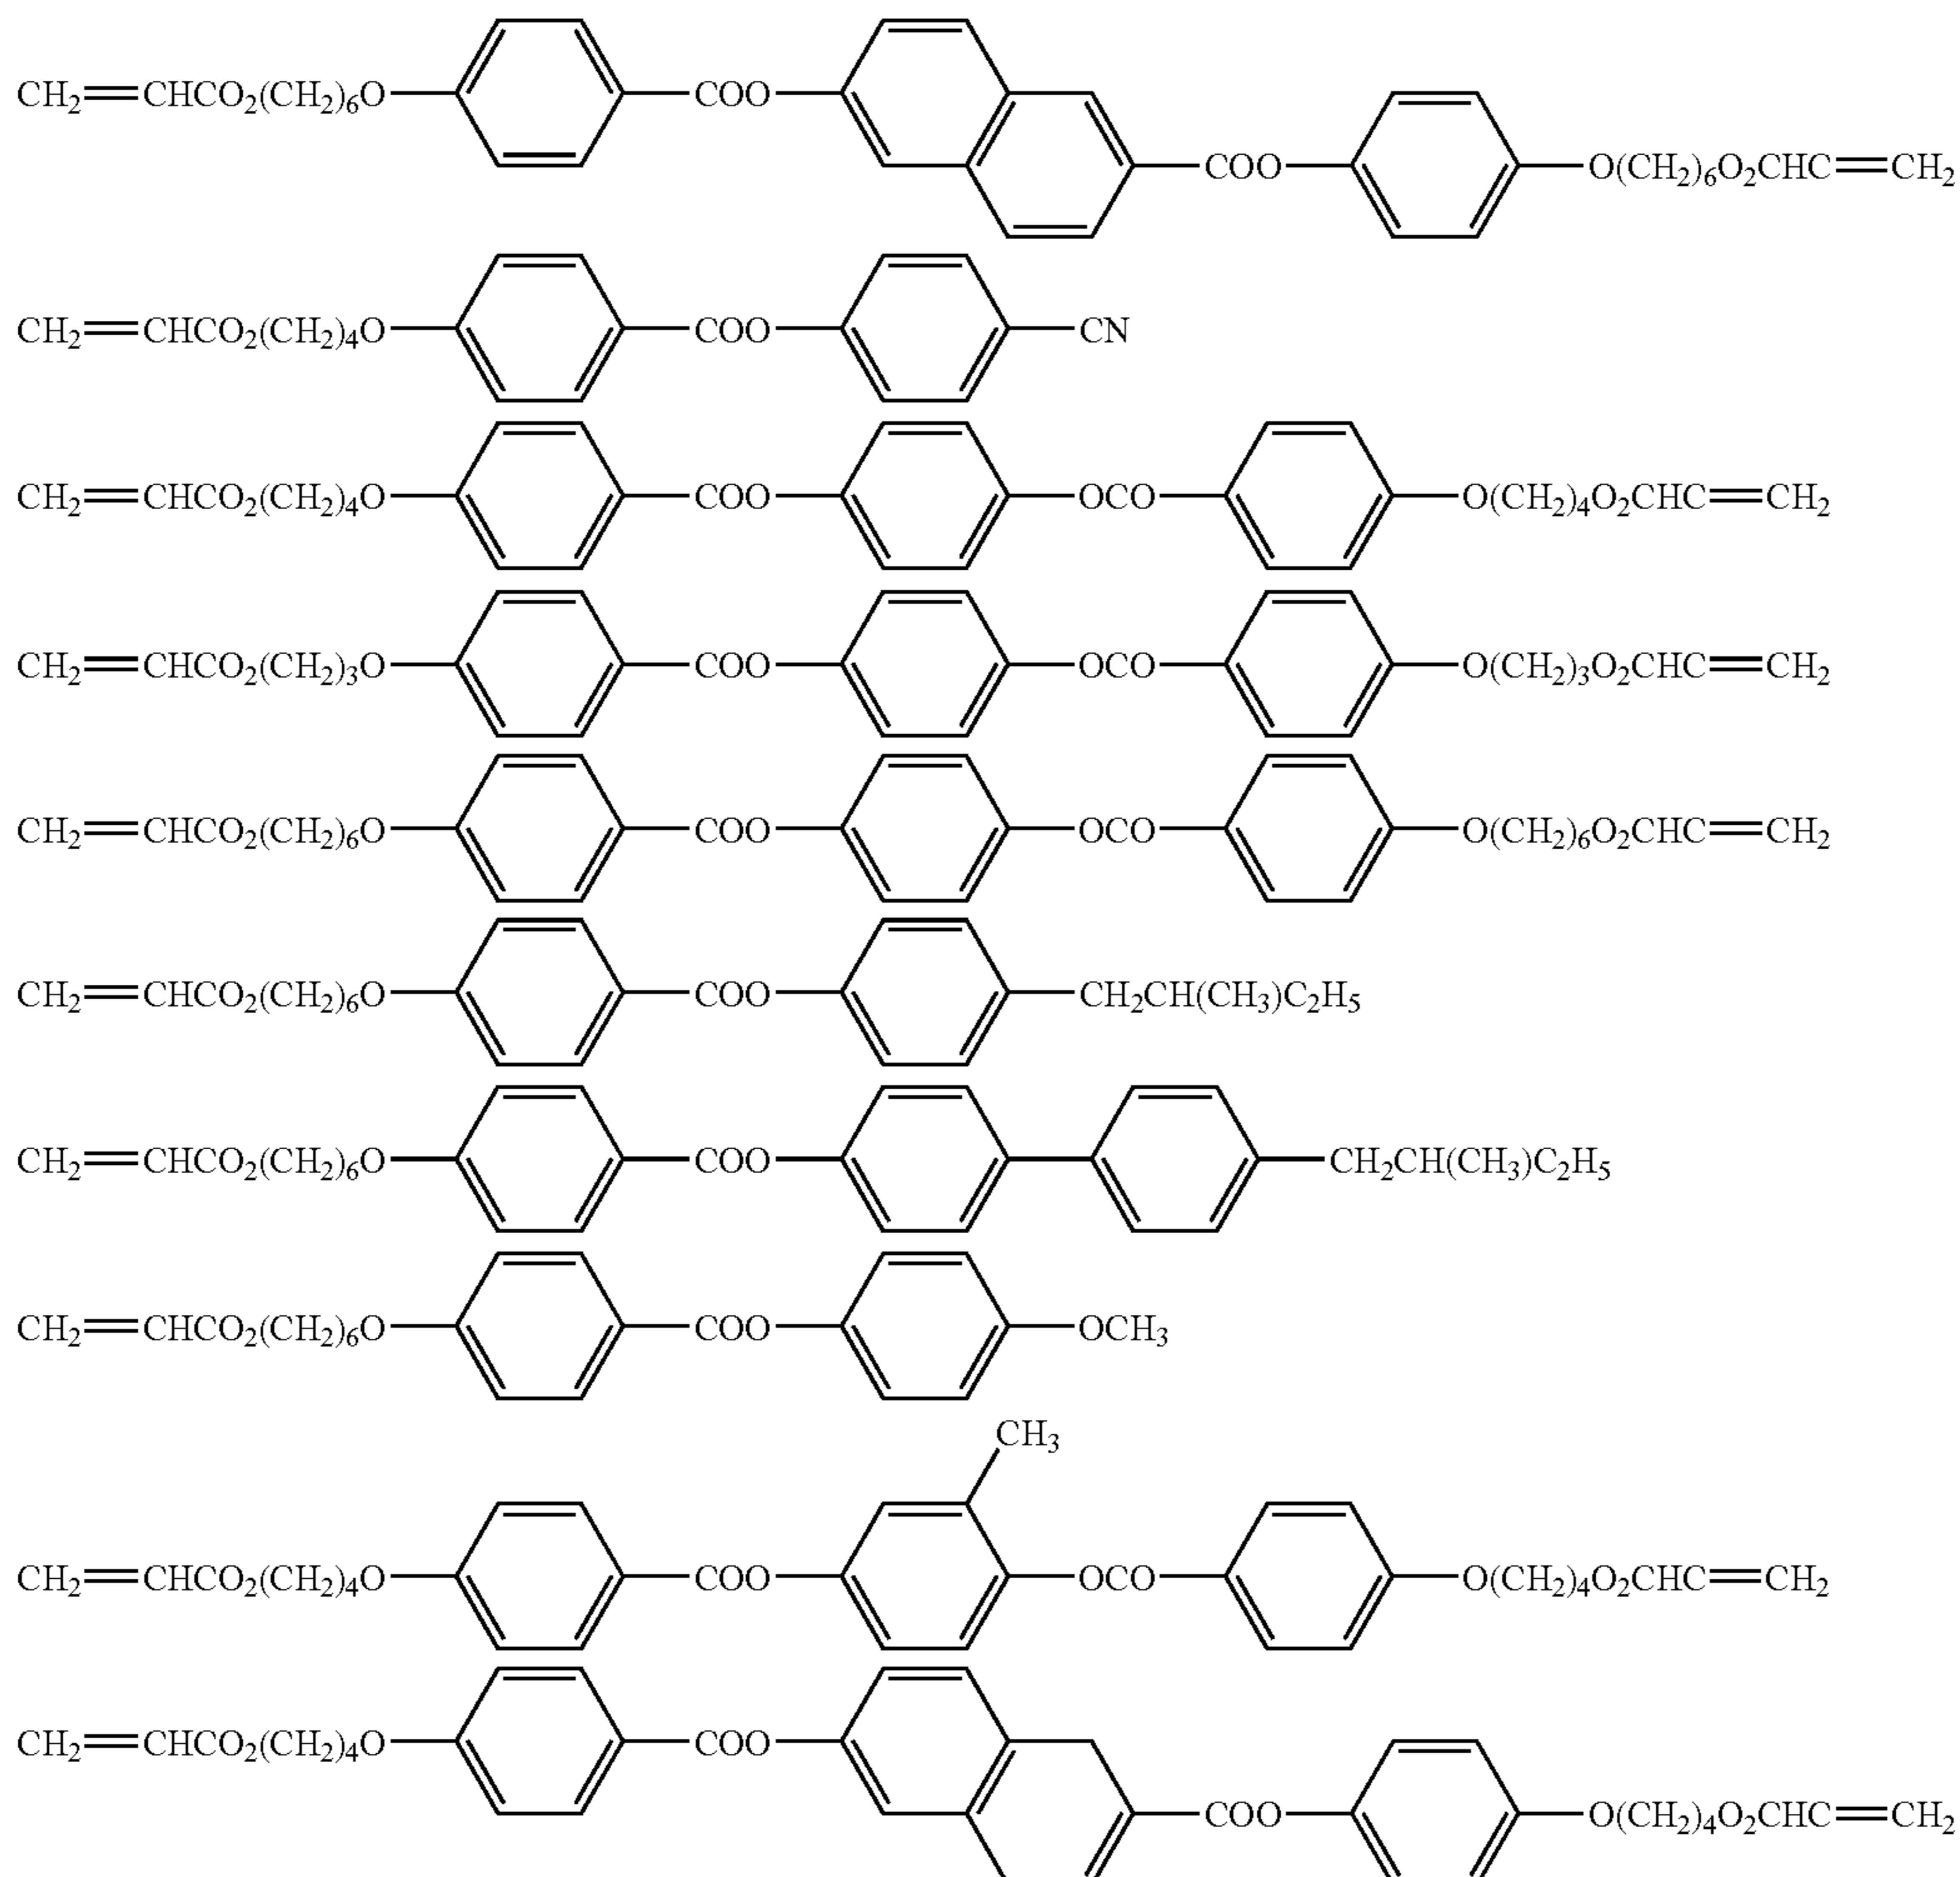 CH₂=CHCO₂(CH₂)₆O COO COO O(CH₂)₆O₂CHC=CH₂
CH₂=CHCO₂(CH₂)₄O COO CN
CH₂=CHCO₂(CH₂)₄O COO OCO O(CH₂)₄O₂CHC=CH₂
CH₂=CHCO₂(CH₂)₃O COO OCO O(CH₂)₃O₂CHC=CH₂
CH₂=CHCO₂(CH₂)₆O COO OCO O(CH₂)₆O₂CHC=CH₂
CH₂=CHCO₂(CH₂)₆O COO CH₂CH(CH₃)C₂H₅
CH₂=CHCO₂(CH₂)₆O COO CH₂CH(CH₃)C₂H₅
CH₂=CHCO₂(CH₂)₆O COO OCH₃
CH₃
CH₂=CHCO₂(CH₂)₄O COO OCO O(CH₂)₄O₂CHC=CH₂
CH₂=CHCO₂(CH₂)₄O COO COO O(CH₂)₄O₂CHC=CH₂